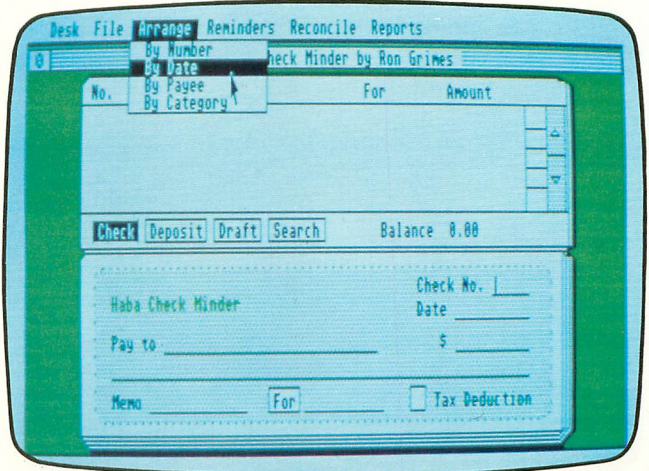 Desk File Arrange Reminders Reconcile Reports
By Number
By Date
By Payee
By Category
heck Minder by Ron Grimes
No. For Amount
Check Deposit Draft Search Balance 0.00
Check No.
Haba Check Minder
Date
Pay to $
Memo For Tax Deduction